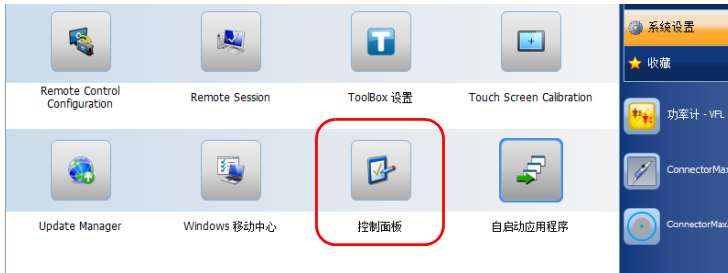 系统设置
收藏
Remote Control
Configuration
Remote Session
ToolBox 设置
Touch Screen Calibration
功率计 - VFL
ConnectorMax
Update Manager
Windows 移动中心
控制面板
自启动应用程序
ConnectorMax